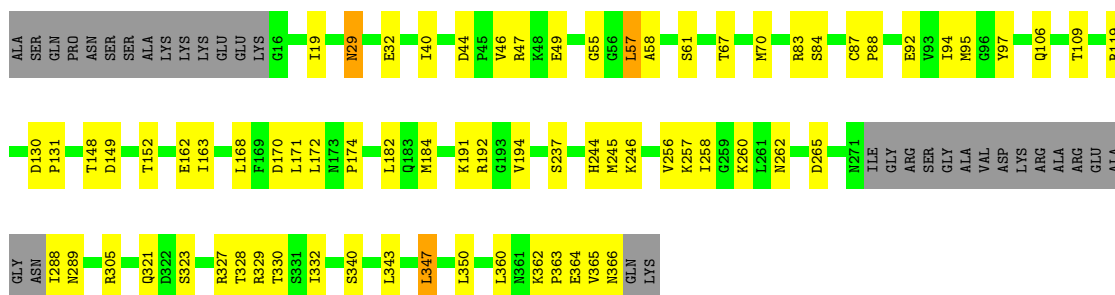 ALA SER GLN PRO ASN SER SER ALA LYS LYS LYS GLU GLU LYS G16 I19 N29 E32 I40 D44 P45 V46 R47 K48 E49 G55 G56 L57 A58 S61 T67 M70 R83 S84 C87 P88 E92 V93 I94 M95 G96 Y97 Q106 T109
D130 P131 T148 D149 T152 E162 I163 L168 F169 D170 L171 L172 N173 P174 L182 Q183 M184 K191 R192 G193 V194 S237 H244 M245 K246 V256 K257 I258 G259 K260 L261 N262 D265 N271 ILE GLY ARG SER GLY ALA VAL ASP LYS ARG ALA ARG GLU ALA
GLY ASN I288 N289 R305 Q321 D322 S323 R327 T328 R329 T330 S331 I332 S340 L343 L347 L350 L360 N361 K362 P363 E364 V365 N366 GLN LYS